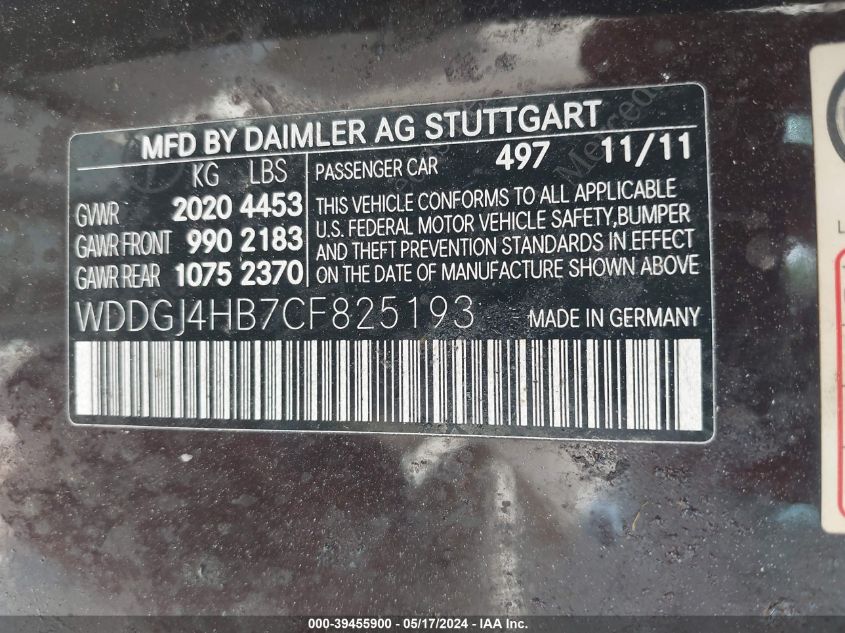 MFD BY DAIMLER AG STUTTGART
KG LBS
PASSENGER CAR 497 11/11
GVWR 2020 4453
GAWR FRONT 990 2183
GAWR REAR 1075 2370
THIS VEHICLE CONFORMS TO ALL APPLICABLE
U.S. FEDERAL MOTOR VEHICLE SAFETY,BUMPER
AND THEFT PREVENTION STANDARDS IN EFFECT
ON THE DATE OF MANUFACTURE SHOWN ABOVE
WDDGJ4HB7CF825193 MADE IN GERMANY
000-39455900 - 05/17/2024 - IAA Inc.